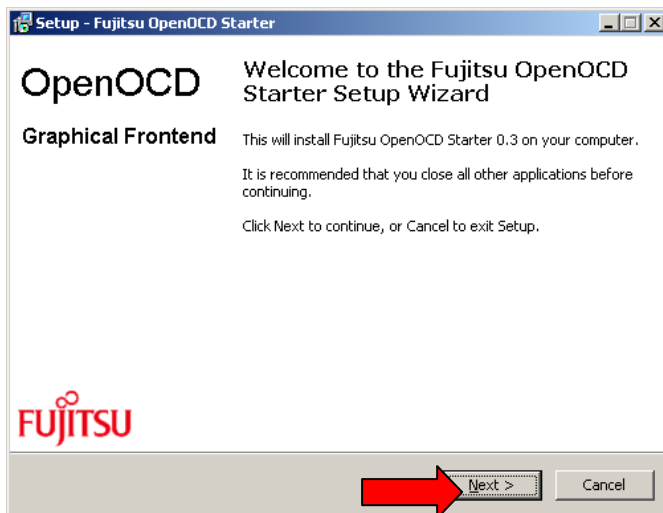 Setup - Fujitsu OpenOCD Starter
OpenOCD
Graphical Frontend
Welcome to the Fujitsu OpenOCD
Starter Setup Wizard
This will install Fujitsu OpenOCD Starter 0.3 on your computer.
It is recommended that you close all other applications before
continuing.
Click Next to continue, or Cancel to exit Setup.
FUJITSU
Next >
Cancel